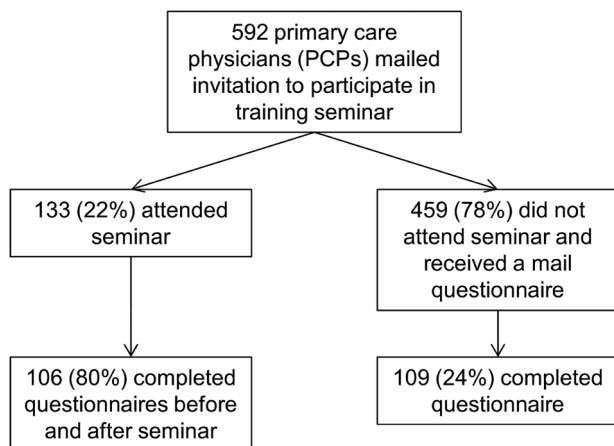 592 primary care
physicians (PCPs) mailed
invitation to participate in
training seminar
133 (22%) attended
seminar
459 (78%) did not
attend seminar and
received a mail
questionnaire
106 (80%) completed
questionnaires before
and after seminar
109 (24%) completed
questionnaire